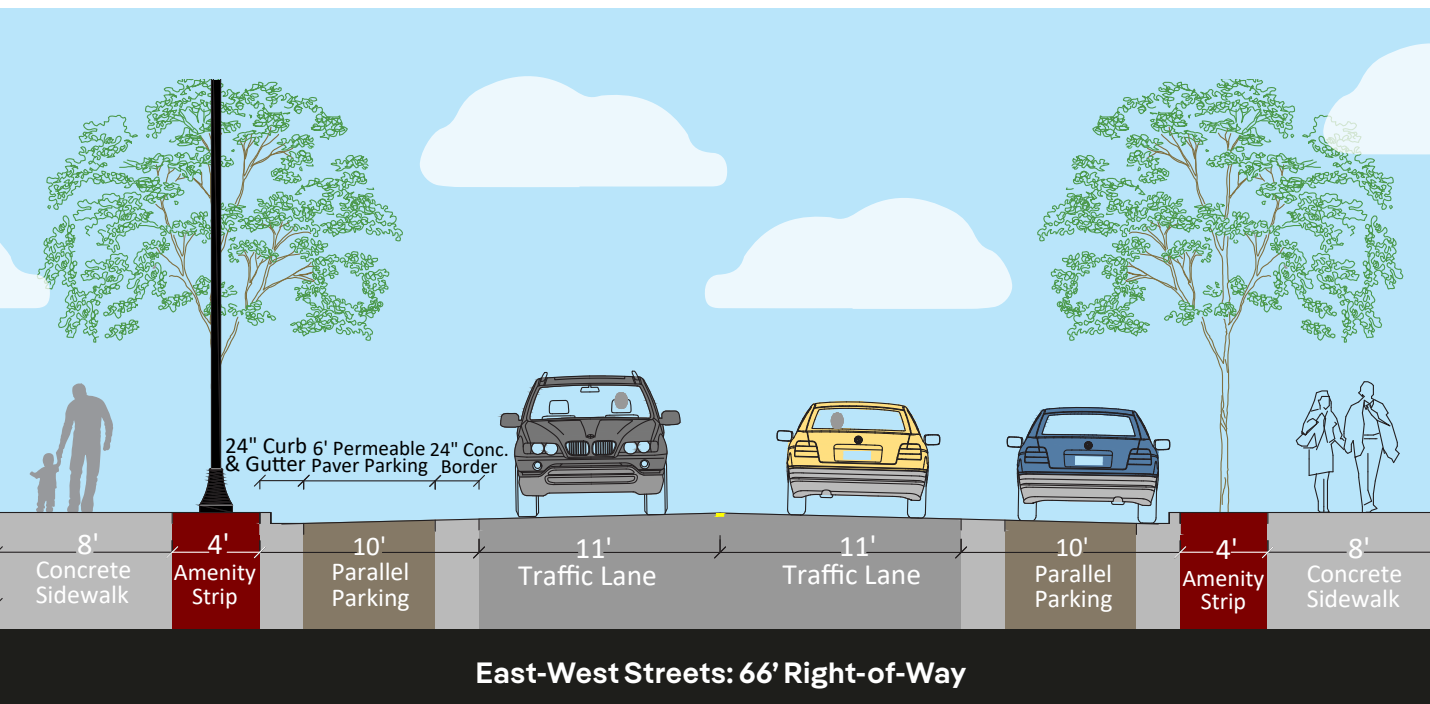 24" Curb
& Gutter
6' Permeable
Paver Parking
24" Conc.
Border
8'
Concrete
Sidewalk
4'
Amenity
Strip
10'
Parallel
Parking
11'
Traffic Lane
11'
Traffic Lane
10'
Parallel
Parking
4'
Amenity
Strip
8'
Concrete
Sidewalk
East-West Streets: 66’ Right-of-Way